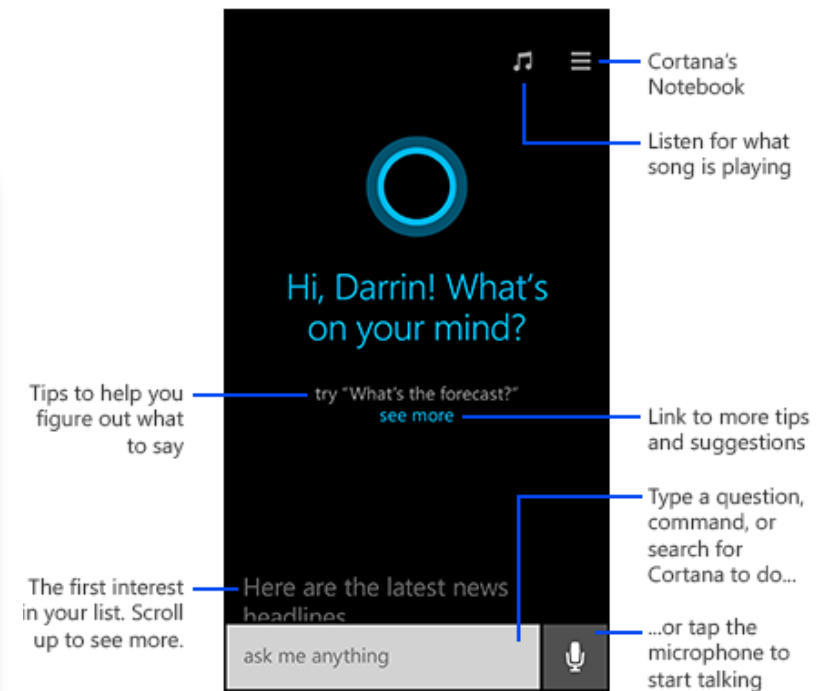 Cortana's
Notebook
Listen for what
song is playing
Hi, Darrin! What's
on your mind?
Tips to help you
figure out what
to say
try "What's the forecast?"
see more
Link to more tips
and suggestions
Type a question,
command, or
search for
Cortana to do...
The first interest
in your list. Scroll
up to see more.
Here are the latest news
headlines
ask me anything
...or tap the
microphone to
start talking